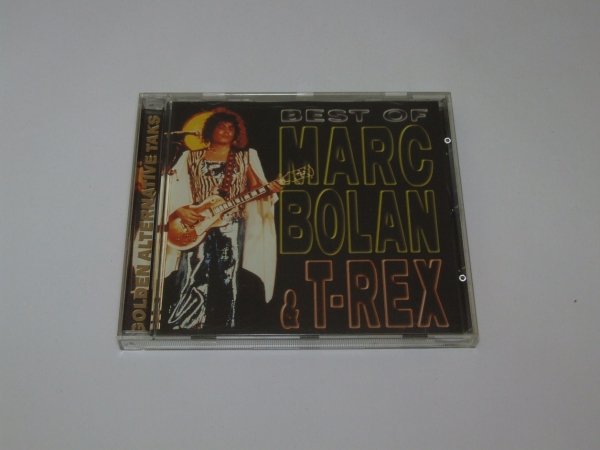 BEST OF
MARC
BOLAN
& T-REX
GOLDEN ALTERNATIVE TAKS